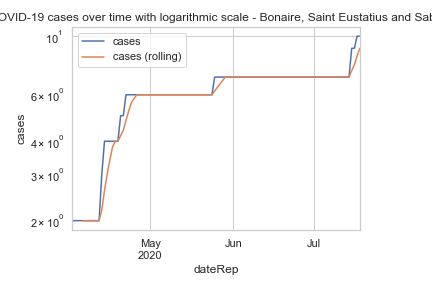 OVID-19 cases over time with logarithmic scale - Bonaire, Saint Eustatius and Sab
10¹
cases
cases (rolling)
6 × 10⁰
4 × 10⁰
3 × 10⁰
2 × 10⁰
cases
May
2020
Jun
Jul
dateRep